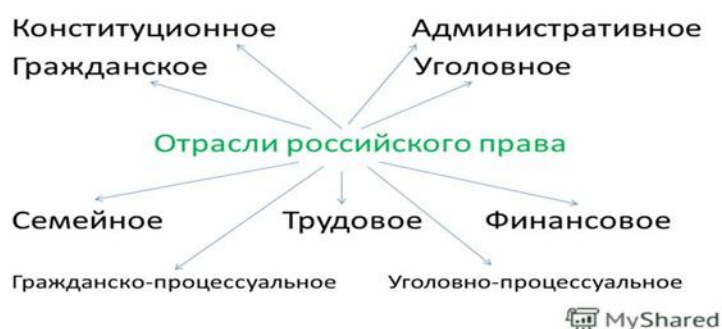 Конституционное Административное
Гражданское Уголовное
Отрасли российского права
Семейное Трудовое Финансовое
Гражданско-процессуальное Уголовно-процессуальное
MyShared